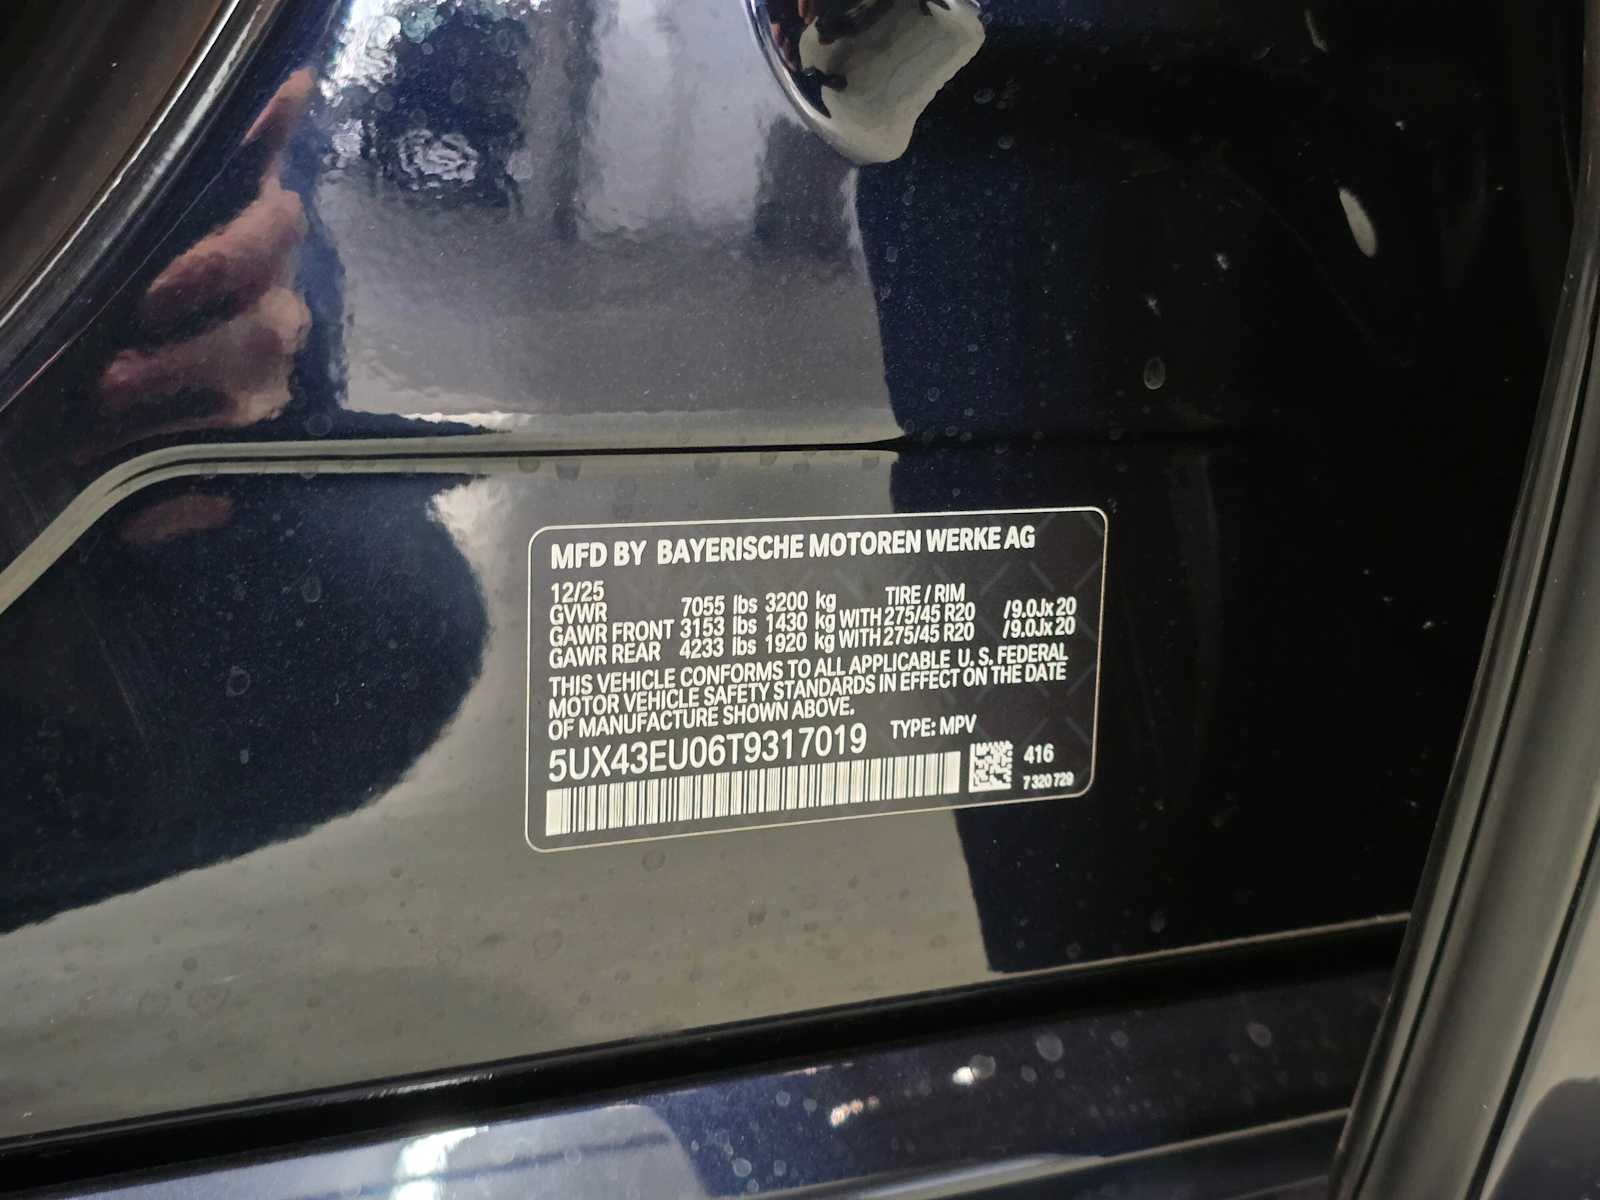 MFD BY BAYERISCHE MOTOREN WERKE AG
12/25 TIRE / RIM
GVWR 7055 lbs 3200 kg
GAWR FRONT 3153 lbs 1430 kg WITH 275/45 R20 /9.0Jx20
GAWR REAR 4233 lbs 1920 kg WITH 275/45 R20 /9.0Jx20
THIS VEHICLE CONFORMS TO ALL APPLICABLE U. S. FEDERAL
MOTOR VEHICLE SAFETY STANDARDS IN EFFECT ON THE DATE
OF MANUFACTURE SHOWN ABOVE.
5UX43EU06T9317019 TYPE: MPV
416
7 320 729